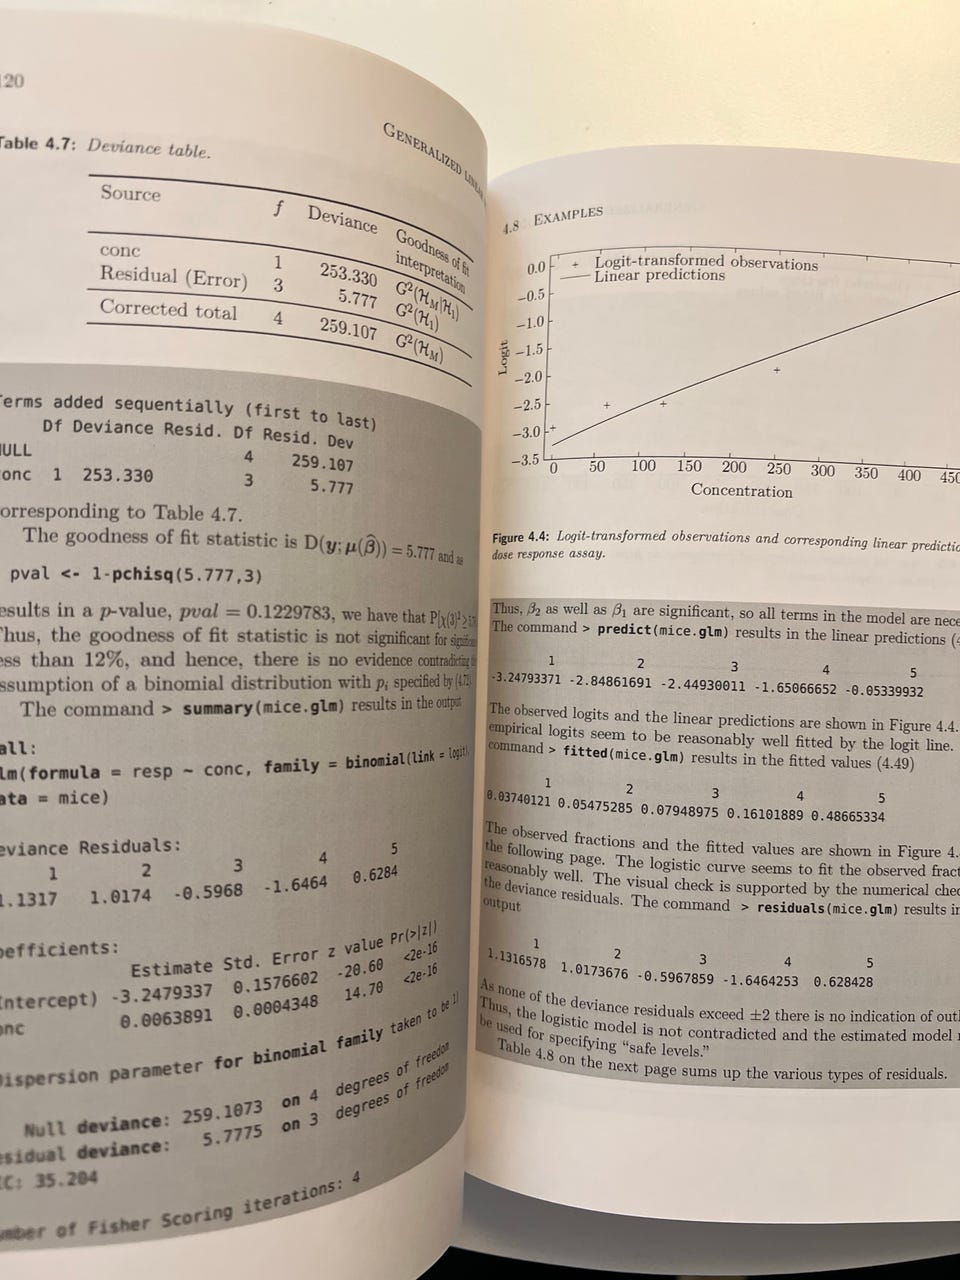 120
GENERALIZED LINEAR
Table 4.7: Deviance table.
Source f Deviance Goodness of fit interpretation
conc 1 253.330 G²(H_M|H₁)
Residual (Error) 3 5.777 G²(H₁)
Corrected total 4 259.107 G²(H_M)
Terms added sequentially (first to last)
Df Deviance Resid. Df Resid. Dev
NULL 4 259.107
conc 1 253.330 3 5.777
orresponding to Table 4.7.
The goodness of fit statistic is D(y; μ(β̂)) = 5.777 and as
pval <- 1-pchisq(5.777,3)
esults in a p-value, pval = 0.1229783, we have that P[χ(3)² ≥
Thus, the goodness of fit statistic is not significant for
ess than 12%, and hence, there is no evidence contradicting
ssumption of a binomial distribution with pᵢ specified by
The command > summary(mice.glm) results in the output
all:
lm(formula = resp ~ conc, family = binomial(link = logit),
ata = mice)
eviance Residuals:
1 2 3 4 5
1.1317 1.0174 -0.5968 -1.6464 0.6284
oefficients:
Estimate Std. Error z value Pr(>|z|)
(Intercept) -3.2479337 0.1576602 -20.60 <2e-16
onc 0.0063891 0.0004348 14.70 <2e-16
Dispersion parameter for binomial family taken to be 1)
Null deviance: 259.1073 on 4 degrees of freedom
esidual deviance: 5.7775 on 3 degrees of freedom
IC: 35.204
umber of Fisher Scoring iterations: 4
4.8 EXAMPLES
Logit-transformed observations
Linear predictions
0.0
−0.5
−1.0
−1.5
−2.0
−2.5
−3.0
−3.5
Logit
0 50 100 150 200 250 300 350 400 450
Concentration
Figure 4.4: Logit-transformed observations and corresponding linear predictio
dose response assay.
Thus, β₂ as well as β₁ are significant, so all terms in the model are nece
The command > predict(mice.glm) results in the linear predictions (4
1 2 3 4 5
-3.24793371 -2.84861691 -2.44930011 -1.65066652 -0.05339932
The observed logits and the linear predictions are shown in Figure 4.4.
empirical logits seem to be reasonably well fitted by the logit line.
command > fitted(mice.glm) results in the fitted values (4.49)
1 2 3 4 5
0.03740121 0.05475285 0.07948975 0.16101889 0.48665334
The observed fractions and the fitted values are shown in Figure 4.
the following page. The logistic curve seems to fit the observed fract
reasonably well. The visual check is supported by the numerical chec
the deviance residuals. The command > residuals(mice.glm) results in
output
1 2 3 4 5
1.1316578 1.0173676 -0.5967859 -1.6464253 0.628428
As none of the deviance residuals exceed ±2 there is no indication of outl
Thus, the logistic model is not contradicted and the estimated model
be used for specifying “safe levels.”
Table 4.8 on the next page sums up the various types of residuals.